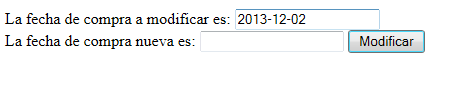 La fecha de compra a modificar es: 2013-12-02
La fecha de compra nueva es: Modificar